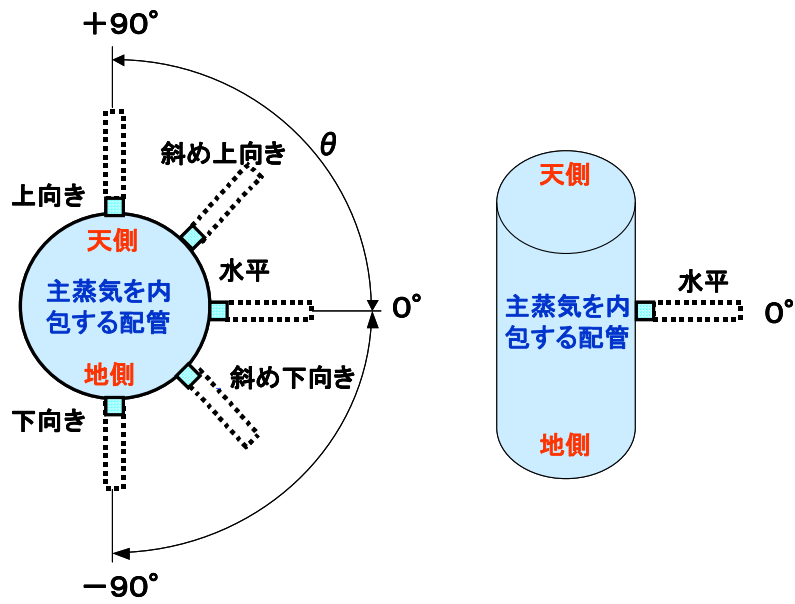 +90°
θ
斜め上向き
上向き
天側
水平
主蒸気を内
包する配管
0°
地側
斜め下向き
下向き
−90°
天側
水平
主蒸気を内
包する配管
0°
地側